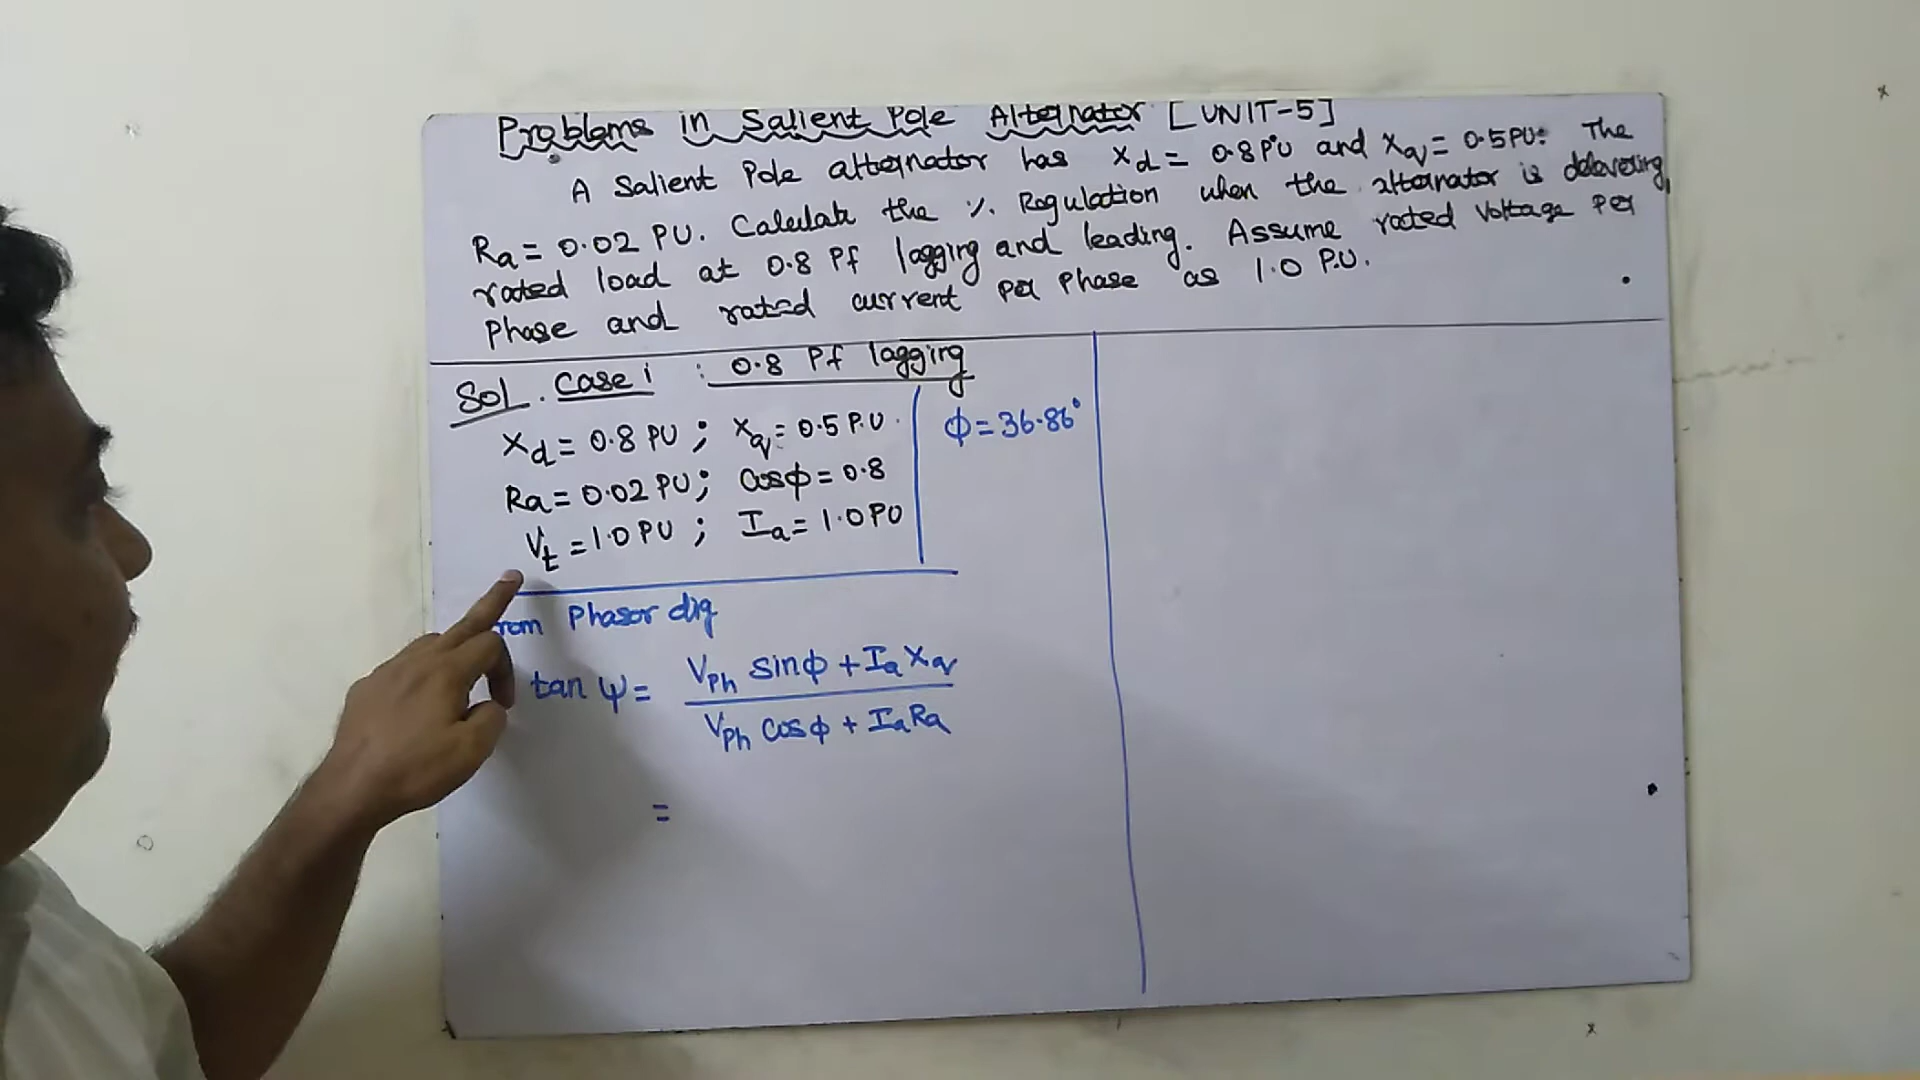 Problems in Salient Pole Alternator [UNIT-5]
A Salient Pole alternator has Xd = 0.8 PU and Xq = 0.5 PU. The
Ra = 0.02 PU. Calculate the %. Regulation when the alternator is delevering
rated load at 0.8 Pf lagging and leading. Assume rated Voltage per
Phase and rated current per Phase as 1.0 P.U.
Sol. Case 1 : 0.8 Pf lagging
Xd = 0.8 PU ; Xq = 0.5 P.U.
Ra = 0.02 PU ; cosϕ = 0.8
Vt = 1.0 PU ; Ia = 1.0 PU
ϕ = 36.86°
rom Phasor dig
tan ψ = VPh sinϕ + Ia Xq
VPh cosϕ + Ia Ra
=